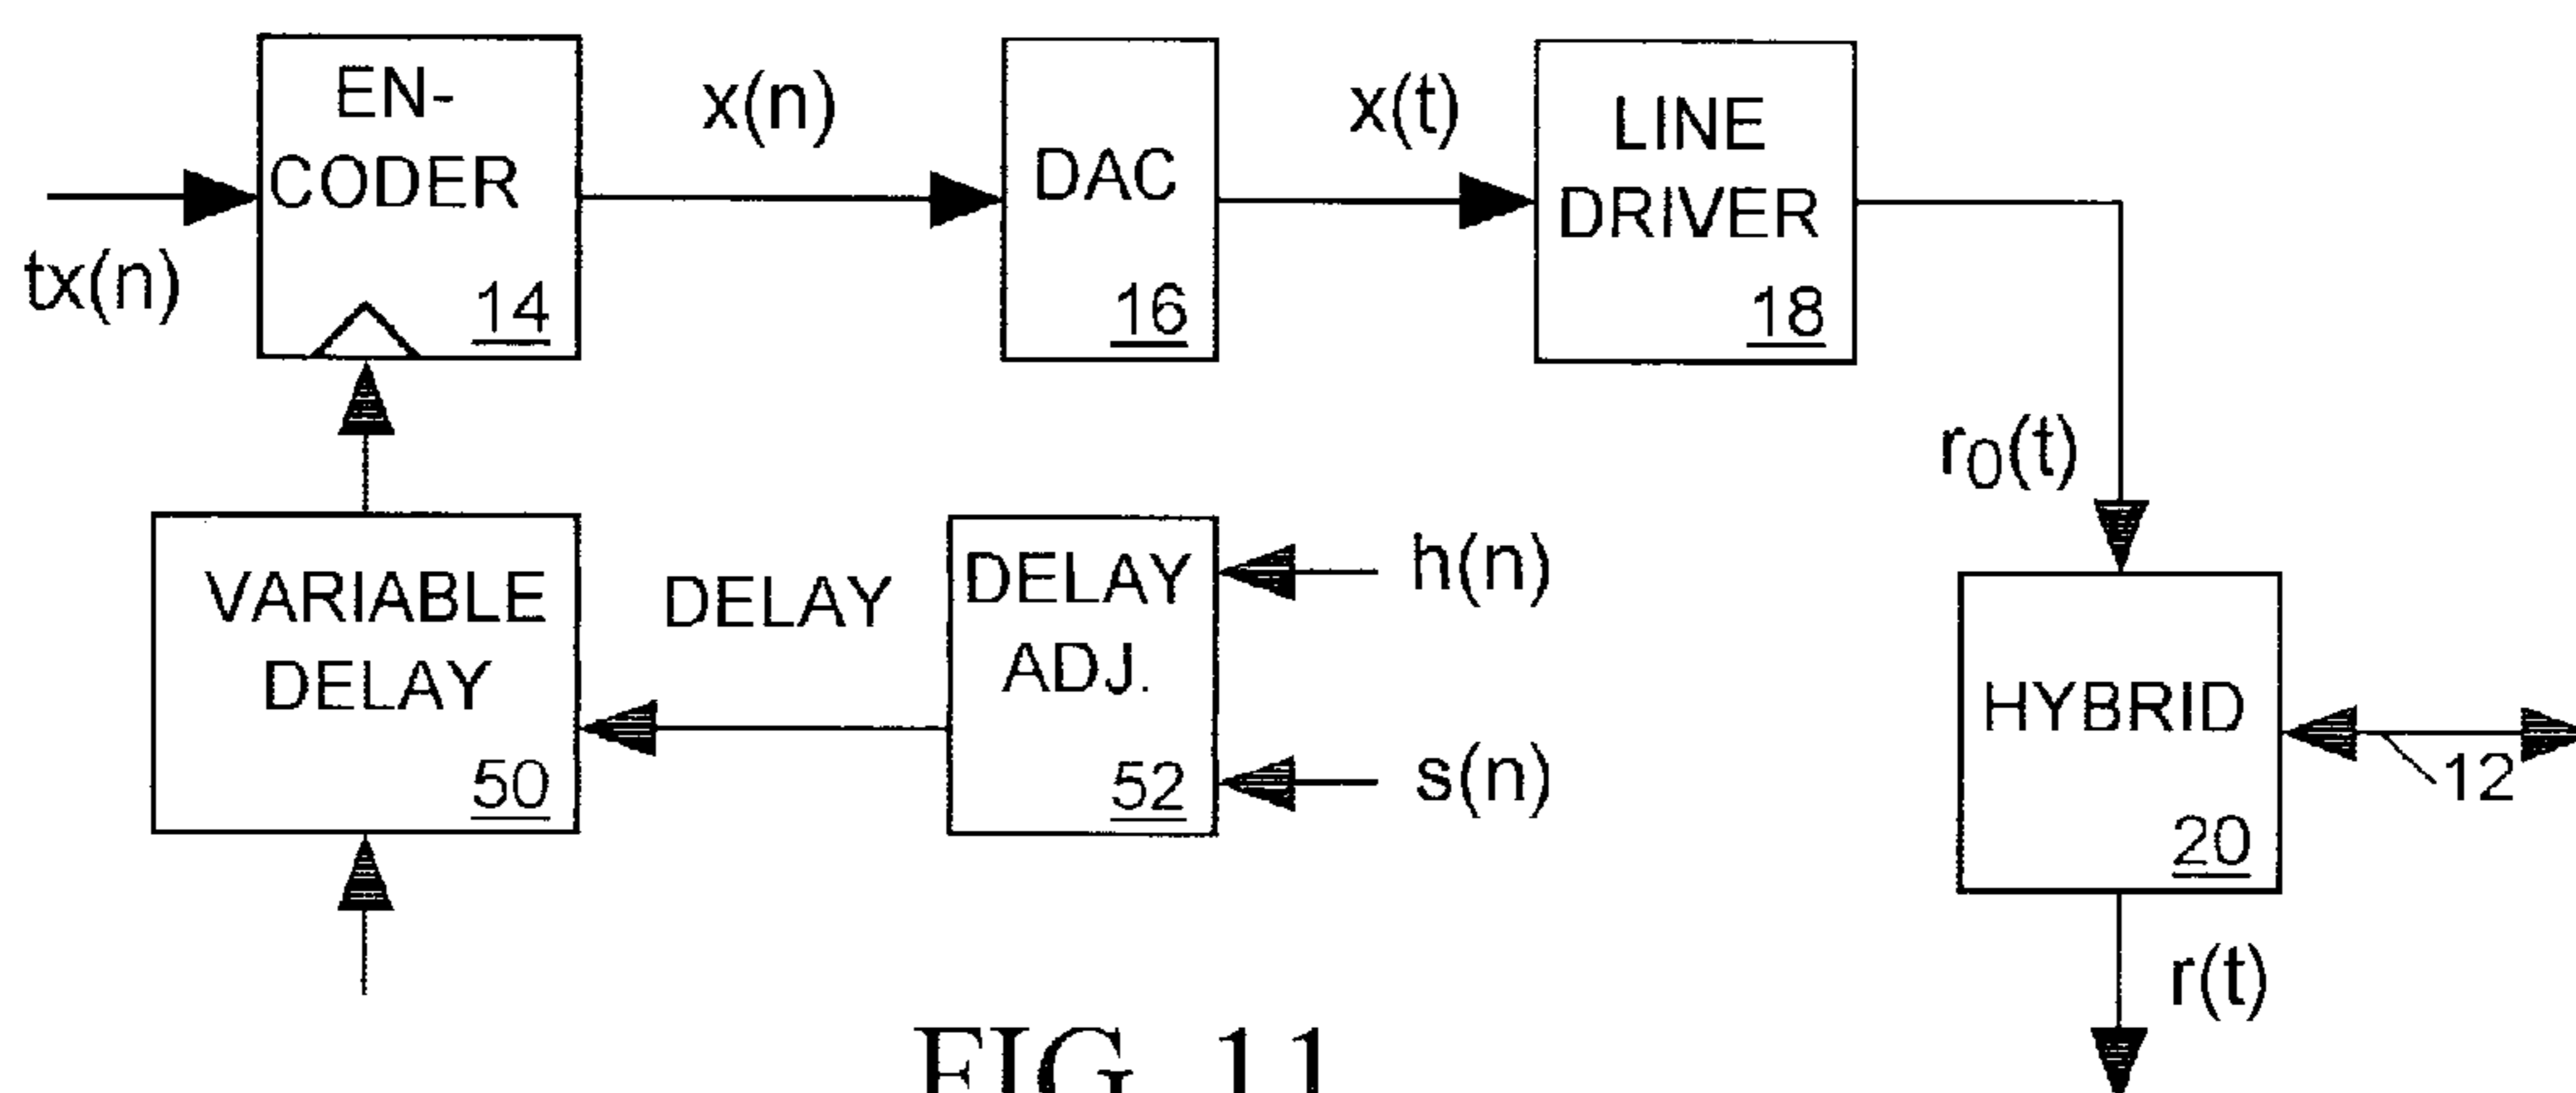 EN-
CODER
14
tx(n)
x(n)
DAC
16
x(t)
LINE
DRIVER
18
r0(t)
VARIABLE
DELAY
50
DELAY
DELAY
ADJ.
52
h(n)
s(n)
HYBRID
20
12
r(t)
FIG. 11